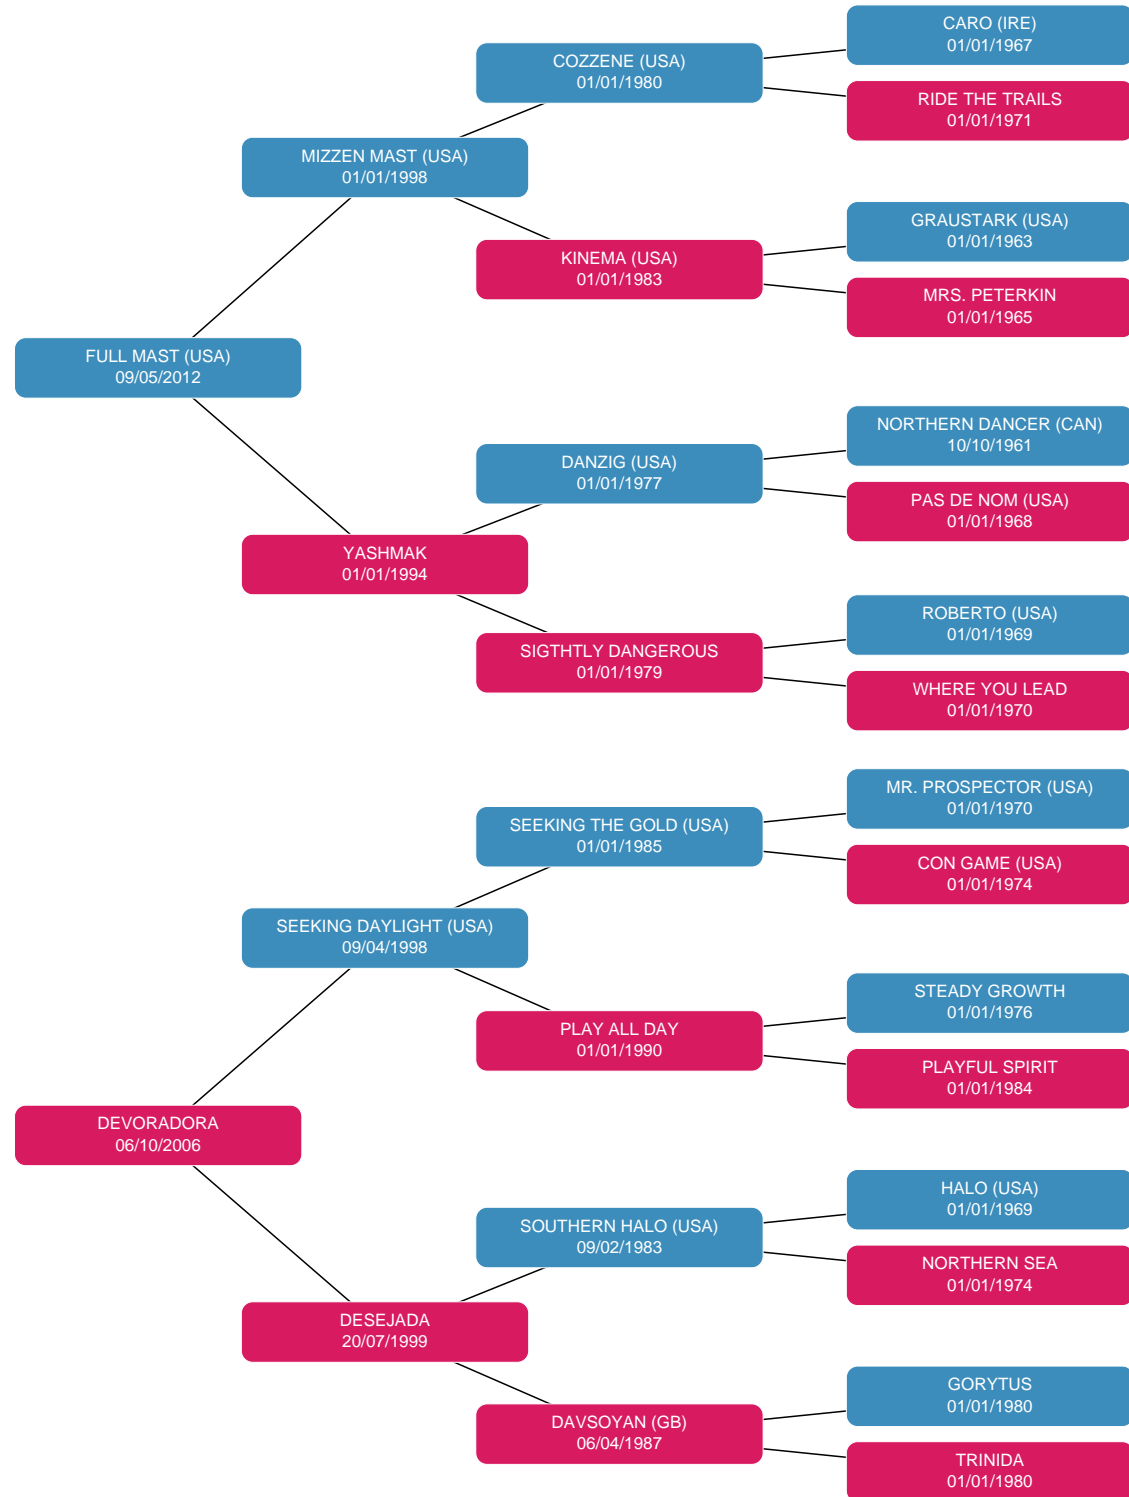 CARO (IRE)
01/01/1967
COZZENE (USA)
01/01/1980
RIDE THE TRAILS
01/01/1971
MIZZEN MAST (USA)
01/01/1998
GRAUSTARK (USA)
01/01/1963
KINEMA (USA)
01/01/1983
MRS. PETERKIN
01/01/1965
FULL MAST (USA)
09/05/2012
NORTHERN DANCER (CAN)
10/10/1961
DANZIG (USA)
01/01/1977
PAS DE NOM (USA)
01/01/1968
YASHMAK
01/01/1994
ROBERTO (USA)
01/01/1969
SIGTHTLY DANGEROUS
01/01/1979
WHERE YOU LEAD
01/01/1970
MR. PROSPECTOR (USA)
01/01/1970
SEEKING THE GOLD (USA)
01/01/1985
CON GAME (USA)
01/01/1974
SEEKING DAYLIGHT (USA)
09/04/1998
STEADY GROWTH
01/01/1976
PLAY ALL DAY
01/01/1990
PLAYFUL SPIRIT
01/01/1984
DEVORADORA
06/10/2006
HALO (USA)
01/01/1969
SOUTHERN HALO (USA)
09/02/1983
NORTHERN SEA
01/01/1974
DESEJADA
20/07/1999
GORYTUS
01/01/1980
DAVSOYAN (GB)
06/04/1987
TRINIDA
01/01/1980